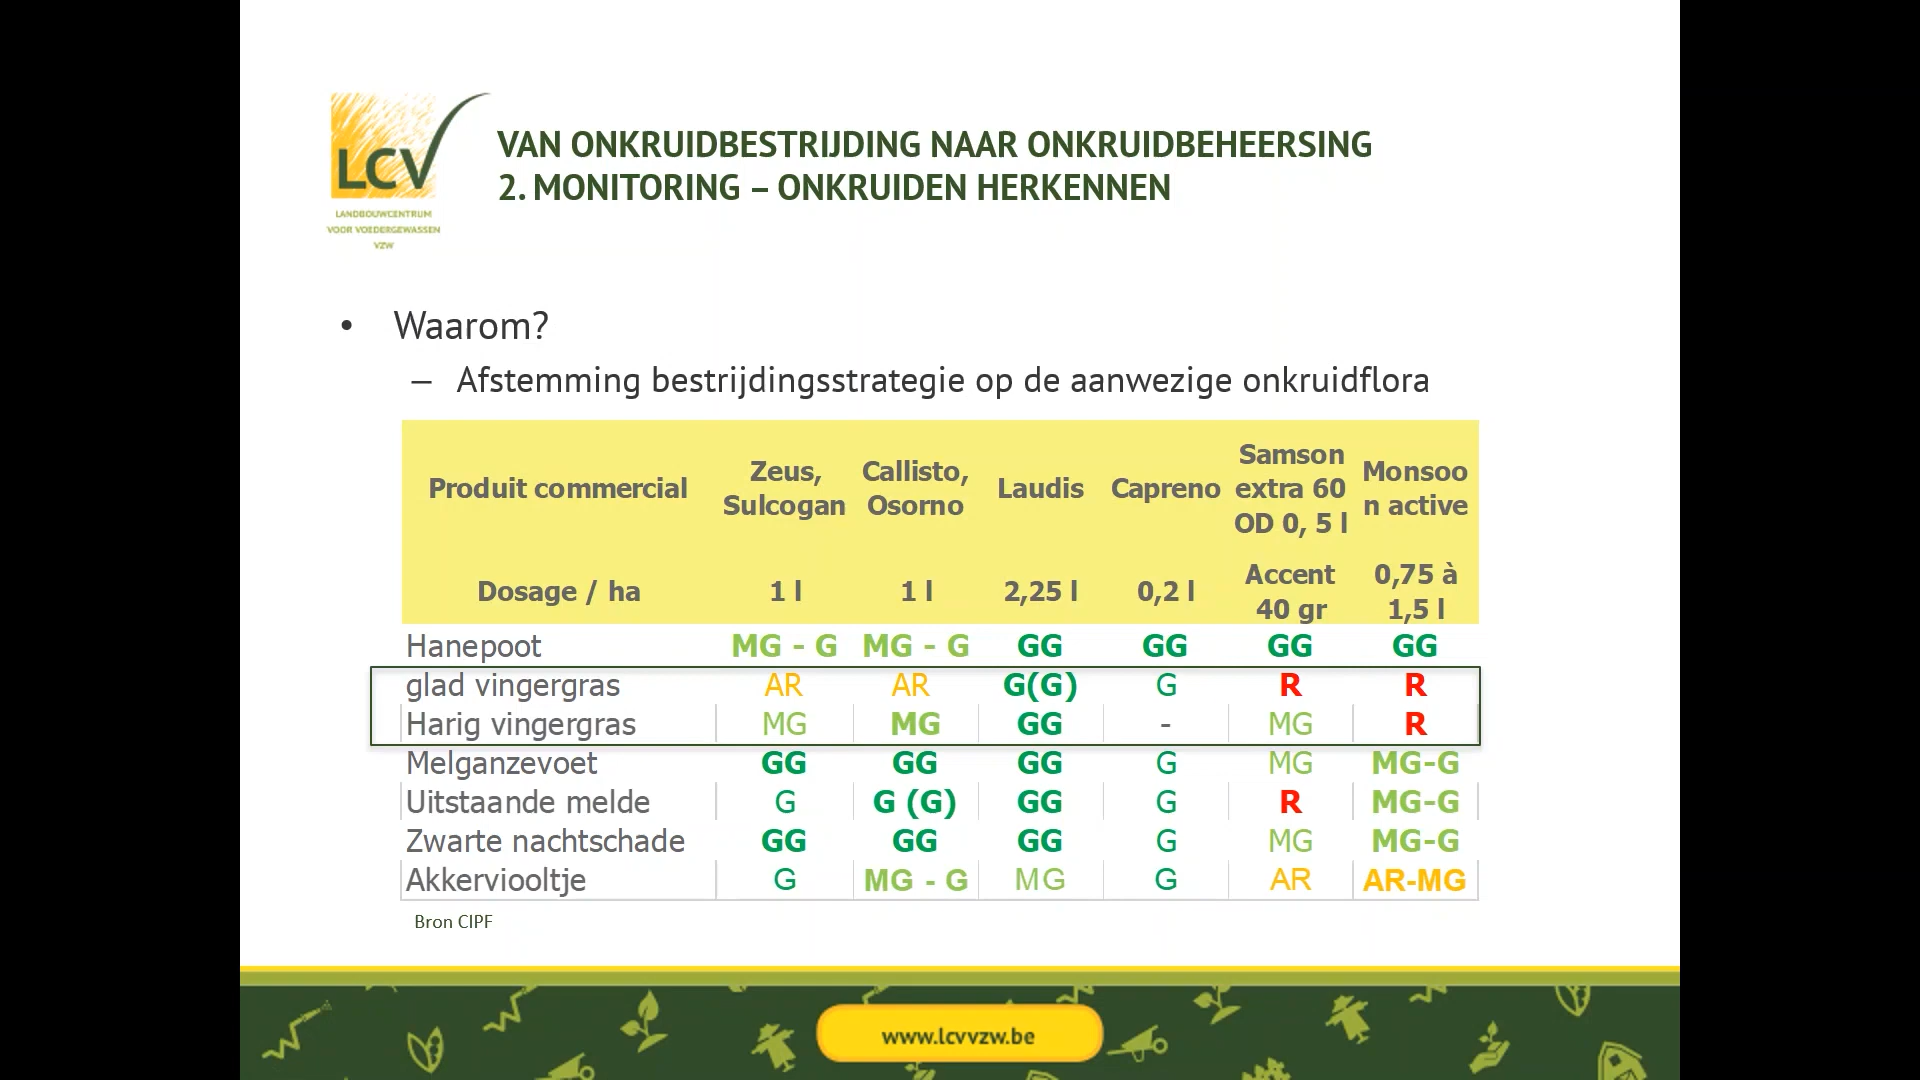 LCV
LANDBOUWCENTRUM
VOOR VOEDERGEWASSEN
VZW
VAN ONKRUIDBESTRIJDING NAAR ONKRUIDBEHEERSING
2. MONITORING – ONKRUIDEN HERKENNEN
• Waarom?
– Afstemming bestrijdingsstrategie op de aanwezige onkruidflora
Produit commercial
Zeus,
Sulcogan
Callisto,
Osorno
Laudis
Capreno
Samson
extra 60
OD 0, 5 l
Monsoo
n active
Dosage / ha
1 l
1 l
2,25 l
0,2 l
Accent
40 gr
0,75 à
1,5 l
Hanepoot MG - G MG - G GG GG GG GG
glad vingergras AR AR G(G) G R R
Harig vingergras MG MG GG - MG R
Melganzevoet GG GG GG G MG MG-G
Uitstaande melde G G (G) GG G R MG-G
Zwarte nachtschade GG GG GG G MG MG-G
Akkerviooltje G MG - G MG G AR AR-MG
Bron CIPF
www.lcvvzw.be